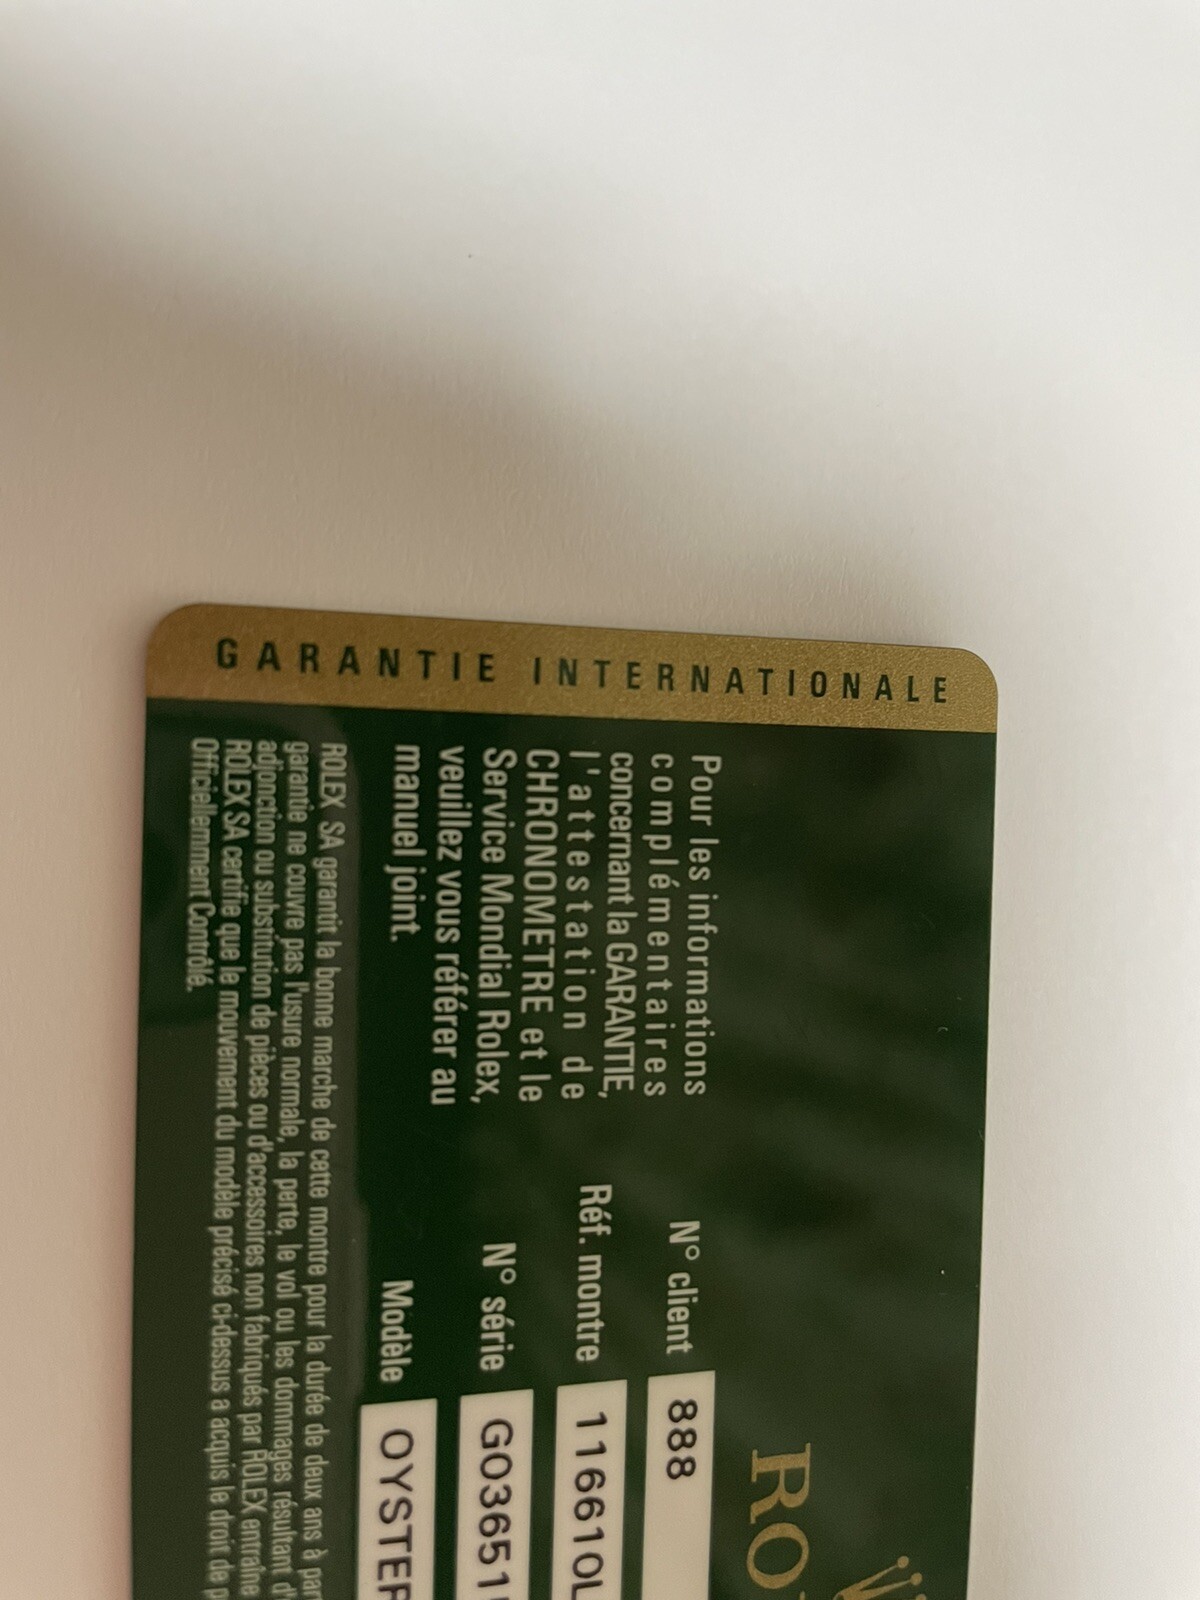 GARANTIE INTERNATIONALE
Pour les informations
complémentaires
concernant la GARANTIE,
l'attestation de
CHRONOMETRE et le
Service Mondial Rolex,
veuillez vous référer au
manuel joint.
N° client 888
Réf. montre 116610L
N° série G03651
Modèle OYSTER
ROLEX SA garantit la bonne marche de cette montre pour la durée de deux ans à
garantie ne couvre pas l'usure normale, la perte, le vol ou les dommages résultant
adjonction ou substitution de pièces ou d'accessoires non fabriqués par ROLEX entraîne
ROLEX SA certifie que le mouvement du modèle précisé ci-dessus a acquis le droit de
Officiellemment Contrôlé.